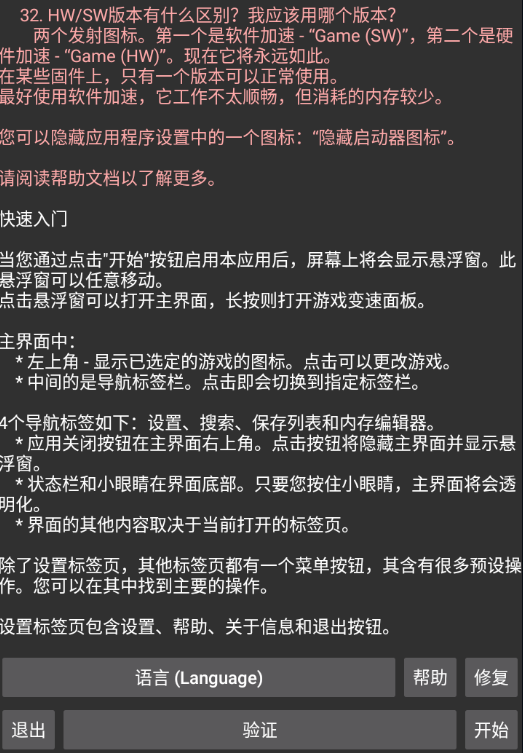 32. HW/SW版本有什么区别？我应该用哪个版本？
两个发射图标。第一个是软件加速 - “Game (SW)”，第二个是硬
件加速 - “Game (HW)”。现在它将永远如此。
在某些固件上，只有一个版本可以正常使用。
最好使用软件加速，它工作不太顺畅，但消耗的内存较少。
您可以隐藏应用程序设置中的一个图标：“隐藏启动器图标”。
请阅读帮助文档以了解更多。
快速入门
当您通过点击"开始"按钮启用本应用后，屏幕上将会显示悬浮窗。此
悬浮窗可以任意移动。
点击悬浮窗可以打开主界面，长按则打开游戏变速面板。
主界面中：
* 左上角 - 显示已选定的游戏的图标。点击可以更改游戏。
* 中间的是导航标签栏。点击即会切换到指定标签栏。
4个导航标签如下：设置、搜索、保存列表和内存编辑器。
* 应用关闭按钮在主界面右上角。点击按钮将隐藏主界面并显示悬
浮窗。
* 状态栏和小眼睛在界面底部。只要您按住小眼睛，主界面将会透
明化。
* 界面的其他内容取决于当前打开的标签页。
除了设置标签页，其他标签页都有一个菜单按钮，其含有很多预设操
作。您可以在其中找到主要的操作。
设置标签页包含设置、帮助、关于信息和退出按钮。
语言 (Language) 帮助 修复
退出 验证 开始